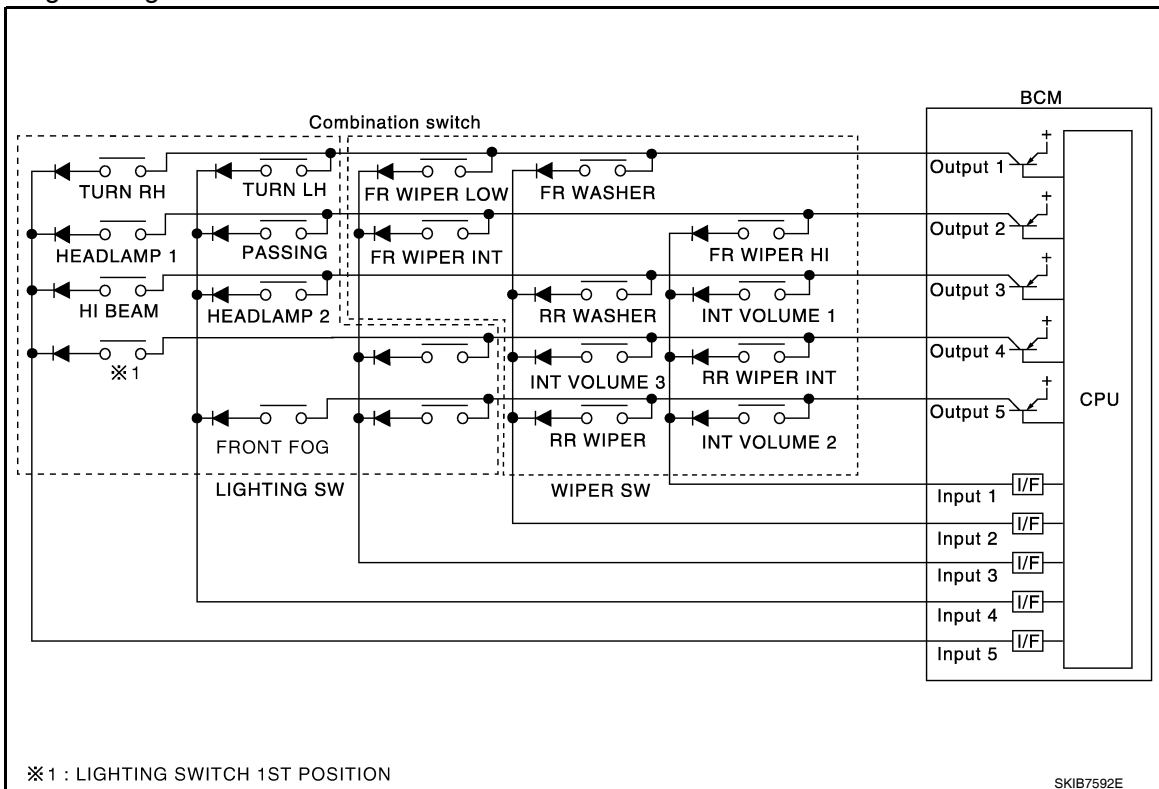 BCM
Combination switch
Output 1
TURN RH
TURN LH
FR WIPER LOW
FR WASHER
Output 2
HEADLAMP 1
PASSING
FR WIPER INT
FR WIPER HI
Output 3
HI BEAM
HEADLAMP 2
RR WASHER
INT VOLUME 1
Output 4
※1
INT VOLUME 3
RR WIPER INT
CPU
Output 5
FRONT FOG
RR WIPER
INT VOLUME 2
LIGHTING SW
WIPER SW
Input 1
I/F
Input 2
I/F
Input 3
I/F
Input 4
I/F
Input 5
I/F
+
+
+
+
+
※1 : LIGHTING SWITCH 1ST POSITION
SKIB7592E